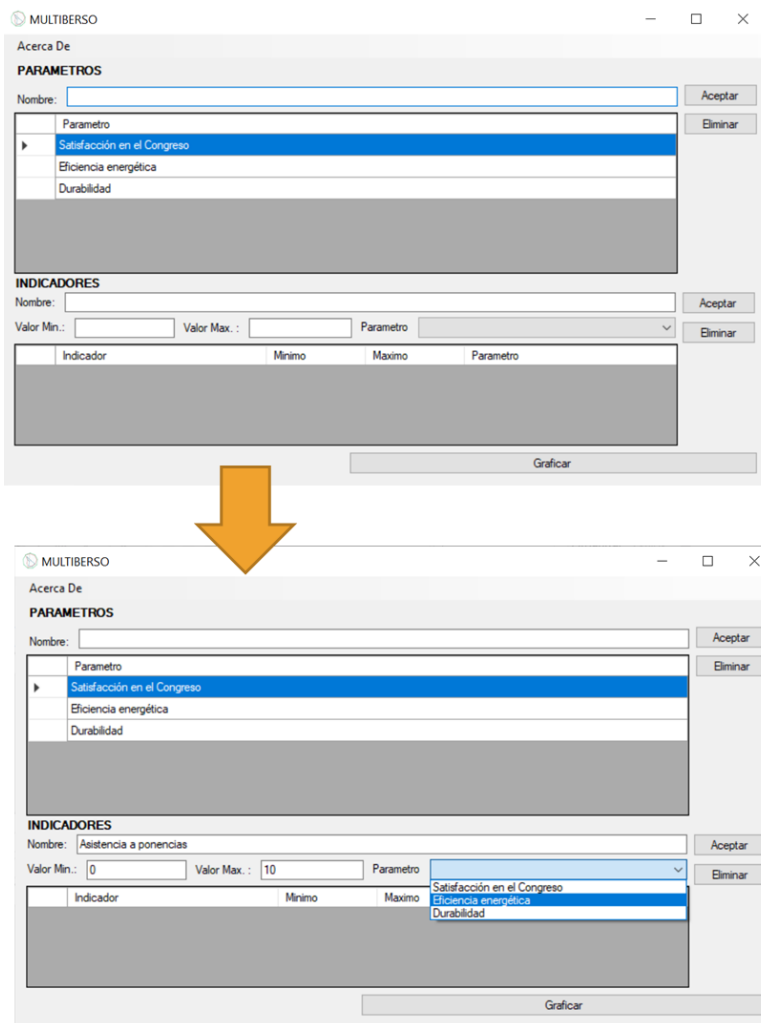 MULTIBERSO
Acerca De
PARAMETROS
Nombre: Aceptar
Parametro Eliminar
Satisfacción en el Congreso
Eficiencia energética
Durabilidad
INDICADORES
Nombre: Aceptar
Valor Min.: Valor Max. : Parametro Eliminar
Indicador Minimo Maximo Parametro
Graficar
MULTIBERSO
Acerca De
PARAMETROS
Nombre: Aceptar
Parametro Eliminar
Satisfacción en el Congreso
Eficiencia energética
Durabilidad
INDICADORES
Nombre: Asistencia a ponencias Aceptar
Valor Min.: 0 Valor Max. : 10 Parametro Eliminar
Satisfacción en el Congreso
Indicador Minimo Maximo Eficiencia energética
Durabilidad
Graficar